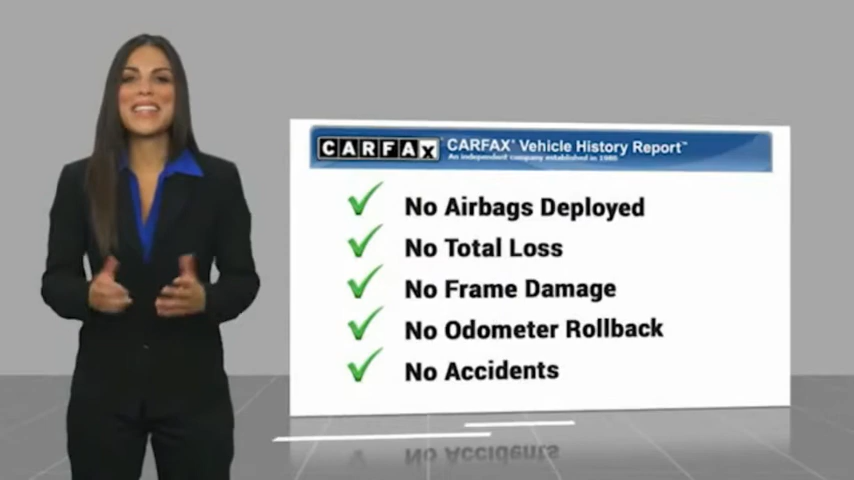 CARFAX CARFAX® Vehicle History Report™
An independent company established in 1986
No Airbags Deployed
No Total Loss
No Frame Damage
No Odometer Rollback
No Accidents
No Accidents